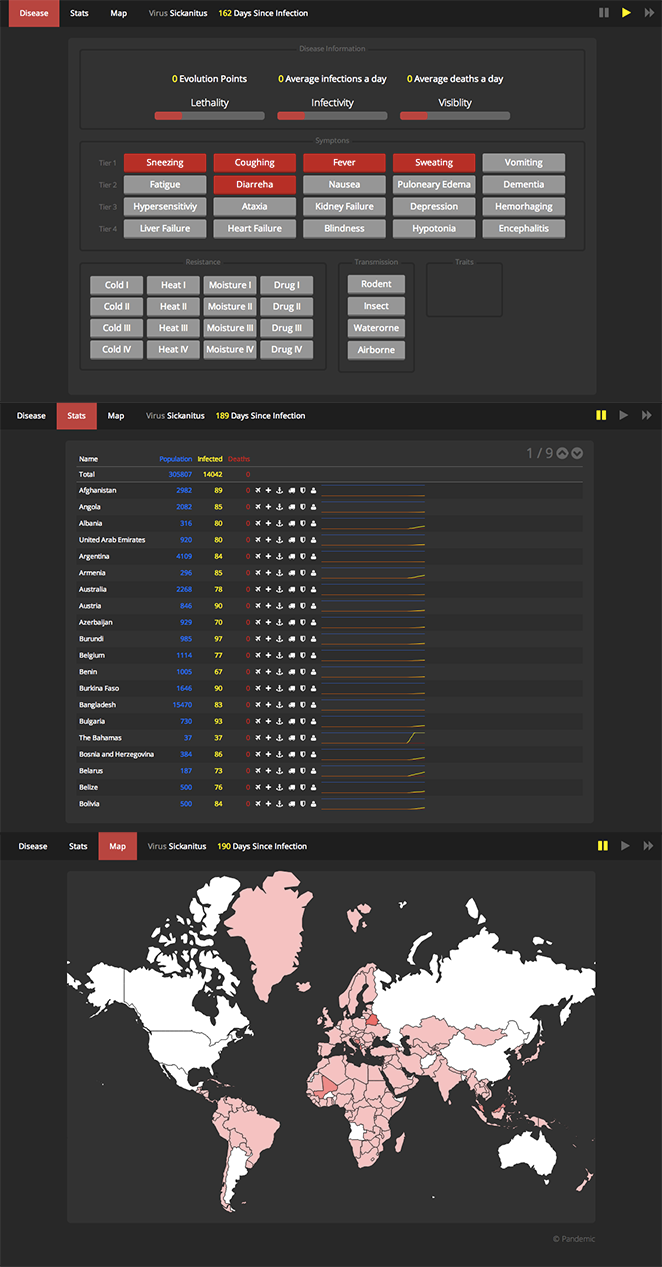 Disease Stats Map Virus Sickanitus 162 Days Since Infection
Disease Information
0 Evolution Points 0 Average infections a day 0 Average deaths a day
Lethality Infectivity Visiblity
Symptons
Tier 1 Sneezing Coughing Fever Sweating Vomiting
Tier 2 Fatigue Diarreha Nausea Puloneary Edema Dementia
Tier 3 Hypersensitiviy Ataxia Kidney Failure Depression Hemorhaging
Tier 4 Liver Failure Heart Failure Blindness Hypotonia Encephalitis
Resistance Transmission Traits
Cold I Heat I Moisture I Drug I Rodent
Cold II Heat II Moisture II Drug II Insect
Cold III Heat III Moisture III Drug III Waterorne
Cold IV Heat IV Moisture IV Drug IV Airborne
Disease Stats Map Virus Sickanitus 189 Days Since Infection
1 / 9
Name Population Infected Deaths
Total 305807 14042 0
Afghanistan 2982 89 0
Angola 2082 85 0
Albania 316 80 0
United Arab Emirates 920 80 0
Argentina 4109 84 0
Armenia 296 85 0
Australia 2268 78 0
Austria 846 90 0
Azerbaijan 929 70 0
Burundi 985 97 0
Belgium 1114 77 0
Benin 1005 67 0
Burkina Faso 1646 90 0
Bangladesh 15470 83 0
Bulgaria 730 93 0
The Bahamas 37 37 0
Bosnia and Herzegovina 384 86 0
Belarus 187 73 0
Belize 500 76 0
Bolivia 500 84 0
Disease Stats Map Virus Sickanitus 190 Days Since Infection
© Pandemic